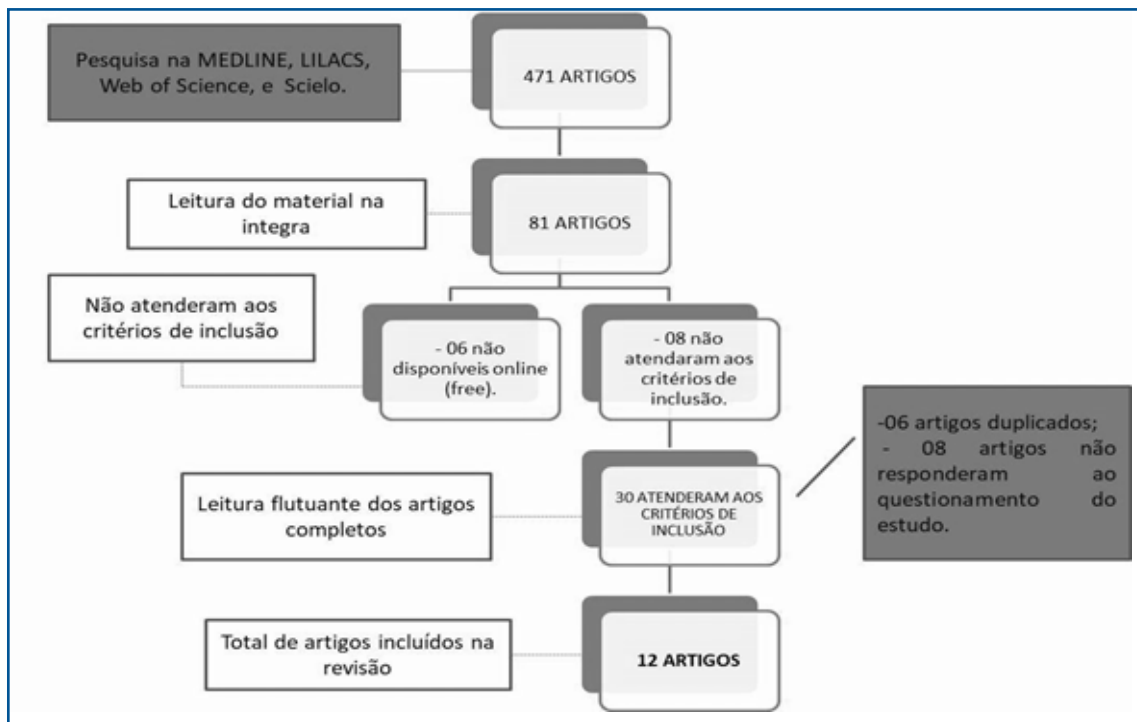 Pesquisa na MEDLINE, LILACS,
Web of Science, e Scielo.
471 ARTIGOS
Leitura do material na
integra
81 ARTIGOS
Não atenderam aos
critérios de inclusão
- 06 não
disponíveis online
(free).
- 08 não
atendaram aos
critérios de
inclusão.
-06 artigos duplicados;
- 08 artigos não
responderam ao
questionamento do
estudo.
Leitura flutuante dos artigos
completos
30 ATENDERAM AOS
CRITÉRIOS DE
INCLUSÃO
Total de artigos incluídos na
revisão
12 ARTIGOS